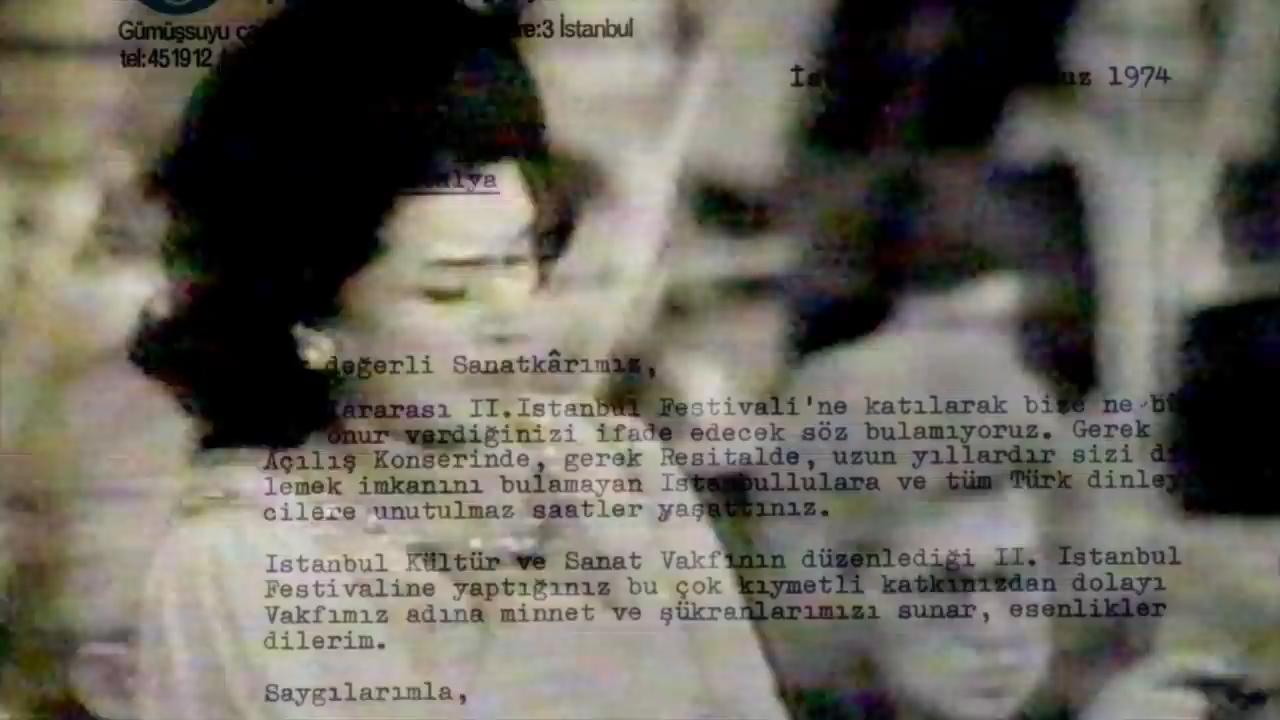 Gümüşsuyu İstanbul
tel:451912
1974
değerli Sanatkârımız,
II.Istanbul Festivali'ne katılarak bize ne
onur verdiğinizi ifade edecek söz bulamıyoruz. Gerek
Açılış Konserinde, gerek Resitalde, uzun yıllardır sizi
lemek imkanını bulamayan Istanbullulara ve tüm Türk dinley
cilere unutulmaz saatler yaşattınız.
Istanbul Kültür ve Sanat Vakfının düzenlediği II. Istanbul
Festivaline yaptığınız bu çok kıymetli katkınızdan dolayı
Vakfımız adına minnet ve şükranlarımızı sunar, esenlikler
dilerim.
Saygılarımla,